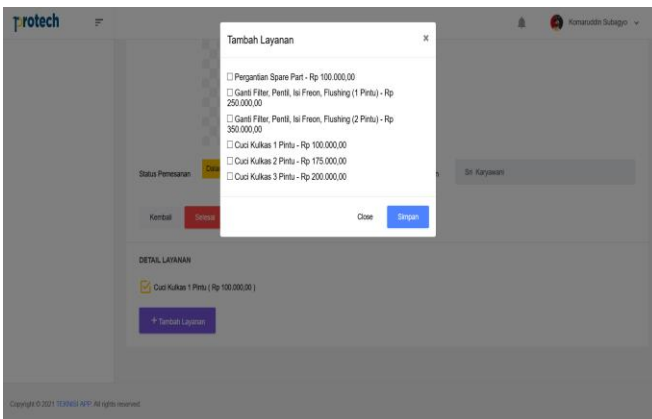 protech
Komaruddin Subagyo
Tambah Layanan
x
Pergantian Spare Part - Rp 100.000,00
Ganti Filter, Pentil, Isi Freon, Flushing (1 Pintu) - Rp
250.000,00
Ganti Filter, Pentil, Isi Freon, Flushing (2 Pintu) - Rp
350.000,00
Cuci Kulkas 1 Pintu - Rp 100.000,00
Cuci Kulkas 2 Pintu - Rp 175.000,00
Cuci Kulkas 3 Pintu - Rp 200.000,00
Close
Simpan
Status Pemesanan
Sri Karyawani
Kembali
Selesai
DETAIL LAYANAN
Cuci Kulkas 1 Pintu ( Rp 100.000,00 )
+ Tambah Layanan
Copyright © 2021 TEKNISI APP. All rights reserved.